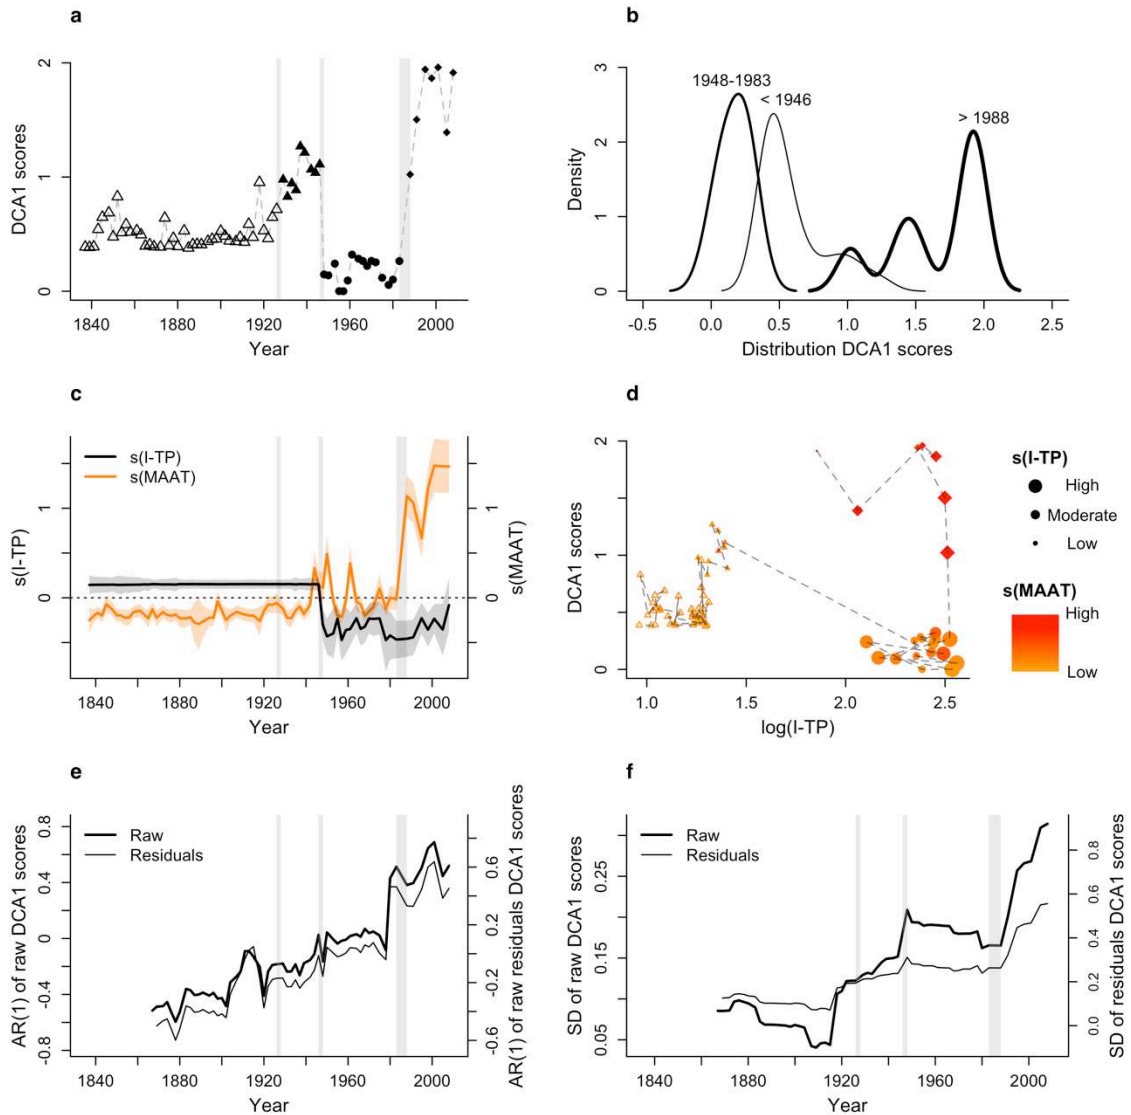 a
DCA1 scores
2
1
0
1840 1880 1920 1960 2000
Year
b
Density
3
2
1
0
1948-1983
< 1946
> 1988
-0.5 0.0 0.5 1.0 1.5 2.0 2.5
Distribution DCA1 scores
c
s(I-TP)
s(I-TP)
s(MAAT)
1
0
1
0
s(MAAT)
1840 1880 1920 1960 2000
Year
d
DCA1 scores
2
1
0
1.0 1.5 2.0 2.5
log(I-TP)
s(I-TP)
High
Moderate
Low
s(MAAT)
High
Low
e
AR(1) of raw DCA1 scores
0.8
0.4
0
-0.4
-0.8
Raw
Residuals
0.6
0.2
-0.2
-0.6
AR(1) of raw residuals DCA1 scores
1840 1880 1920 1960 2000
Year
f
SD of raw DCA1 scores
0.25
0.15
0.05
Raw
Residuals
0.8
0.6
0.4
0.2
0.0
SD of residuals DCA1 scores
1840 1880 1920 1960 2000
Year